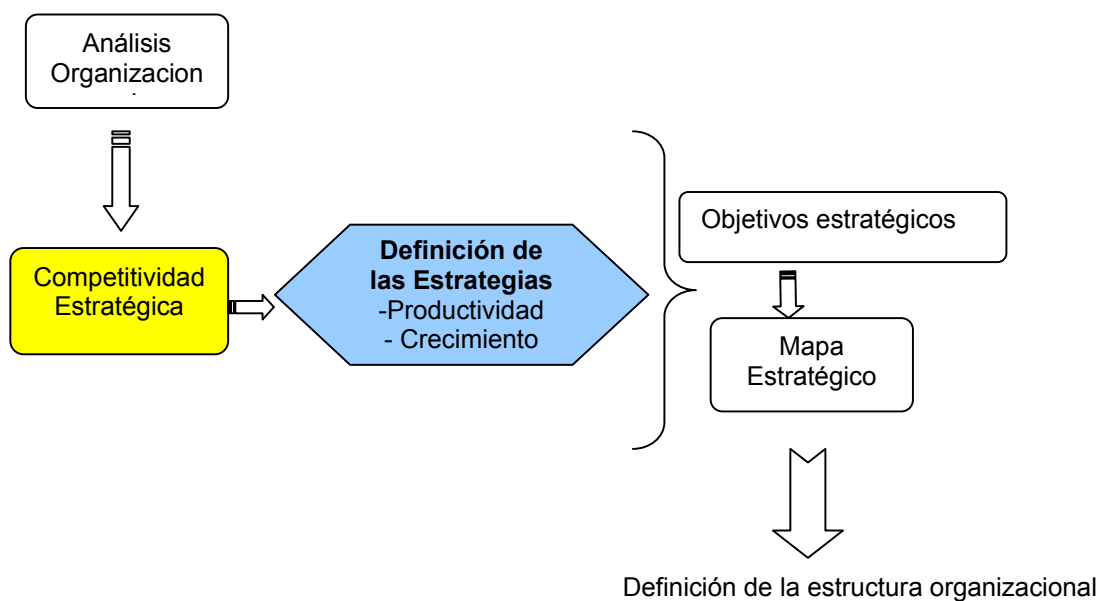 Análisis
Organizacion
Competitividad
Estratégica
Definición de
las Estrategias
-Productividad
- Crecimiento
Objetivos estratégicos
Mapa
Estratégico
Definición de la estructura organizacional